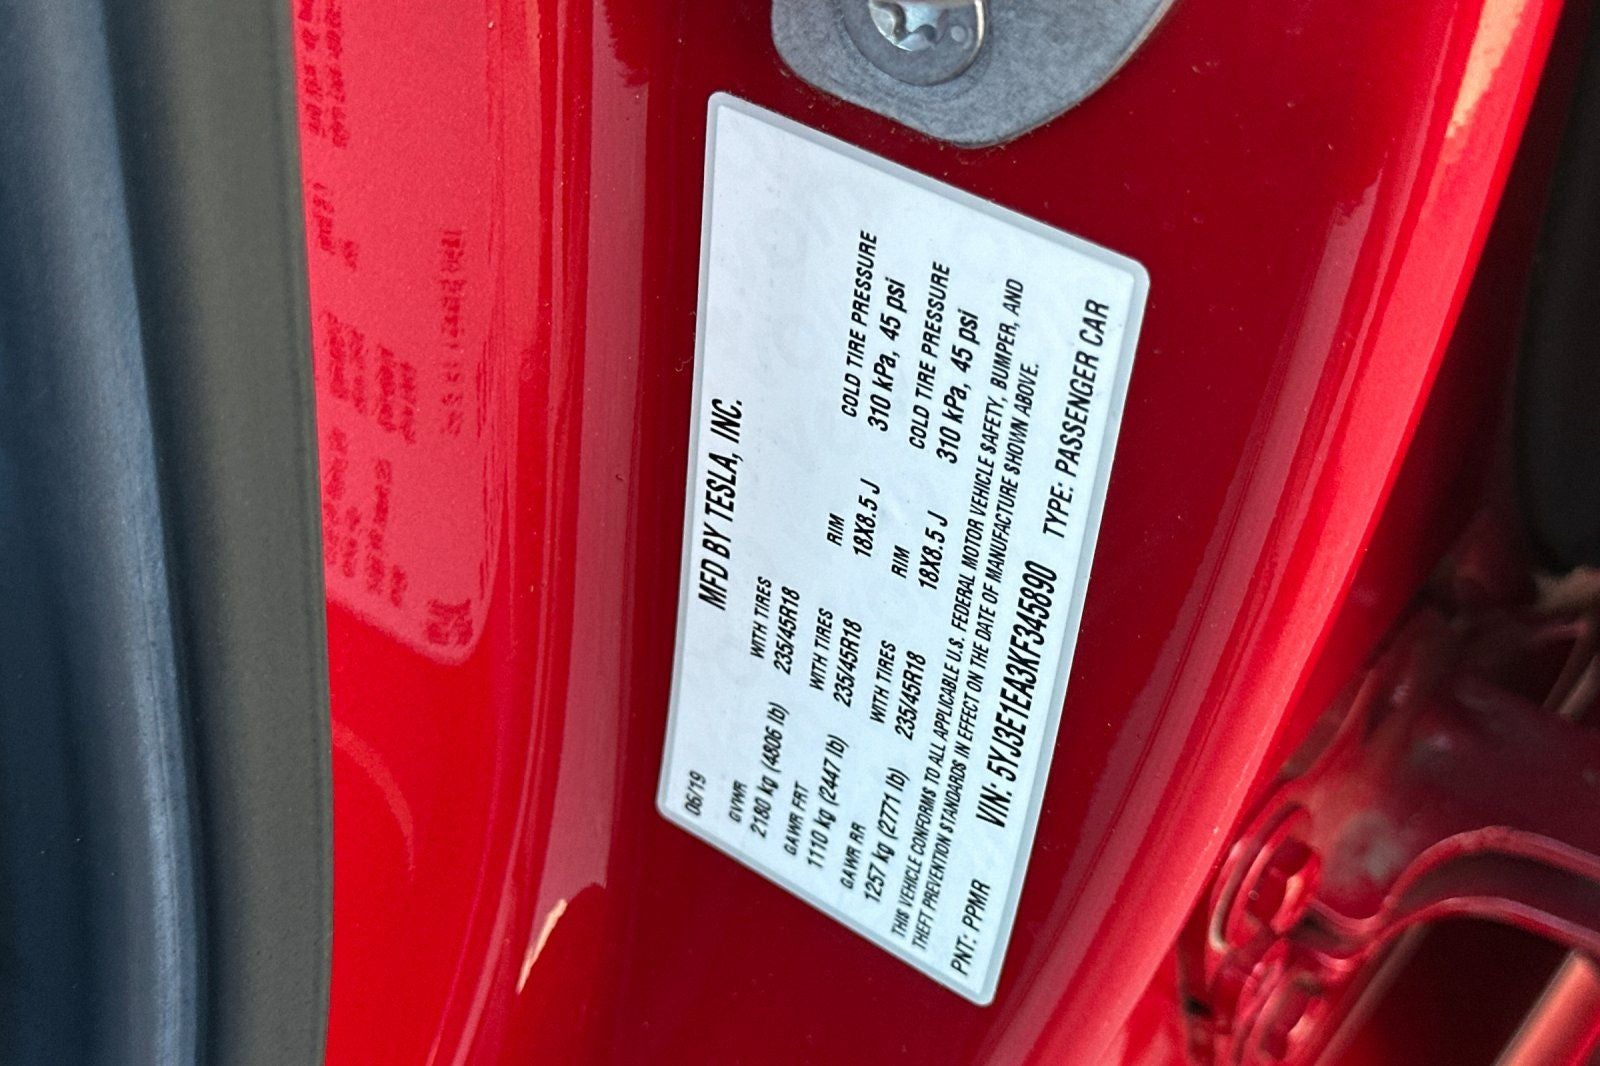 MFD BY TESLA, INC.
06/19
GVWR WITH TIRES RIM COLD TIRE PRESSURE
2180 kg (4806 lb) 235/45R18
GAWR FRT WITH TIRES RIM COLD TIRE PRESSURE
1110 kg (2447 lb) 235/45R18 18X8.5 J 310 kPa, 45 psi
GAWR RR WITH TIRES RIM COLD TIRE PRESSURE
1257 kg (2771 lb) 235/45R18 18X8.5 J 310 kPa, 45 psi
THIS VEHICLE CONFORMS TO ALL APPLICABLE U.S. FEDERAL MOTOR VEHICLE SAFETY, BUMPER, AND
THEFT PREVENTION STANDARDS IN EFFECT ON THE DATE OF MANUFACTURE SHOWN ABOVE.
PNT: PPMR VIN: 5YJ3E1EA3KF345890 TYPE: PASSENGER CAR